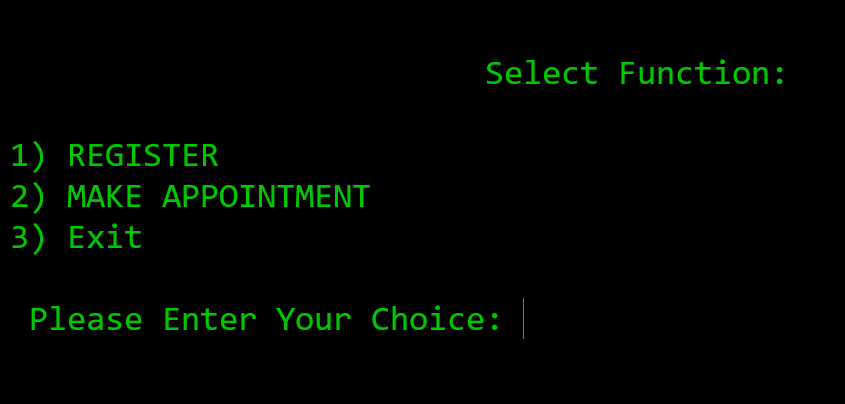 Select Function:
1) REGISTER
2) MAKE APPOINTMENT
3) Exit
Please Enter Your Choice: